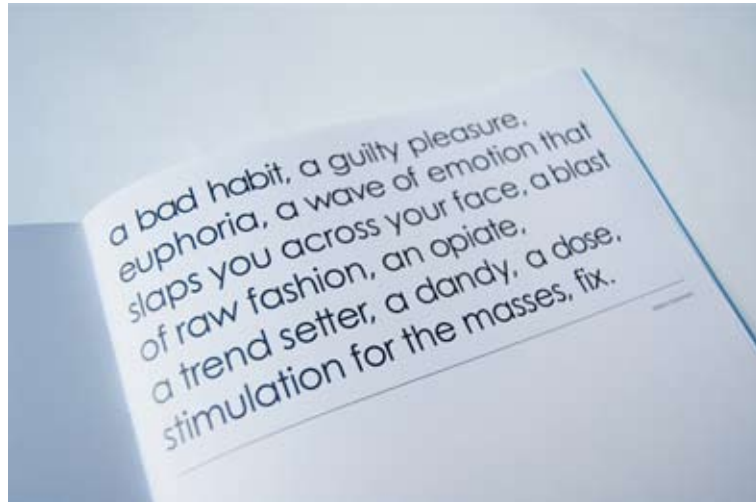 a bad habit, a guilty pleasure,
euphoria, a wave of emotion that
slaps you across your face, a blast
of raw fashion, an opiate,
a trend setter, a dandy, a dose,
stimulation for the masses, fix.